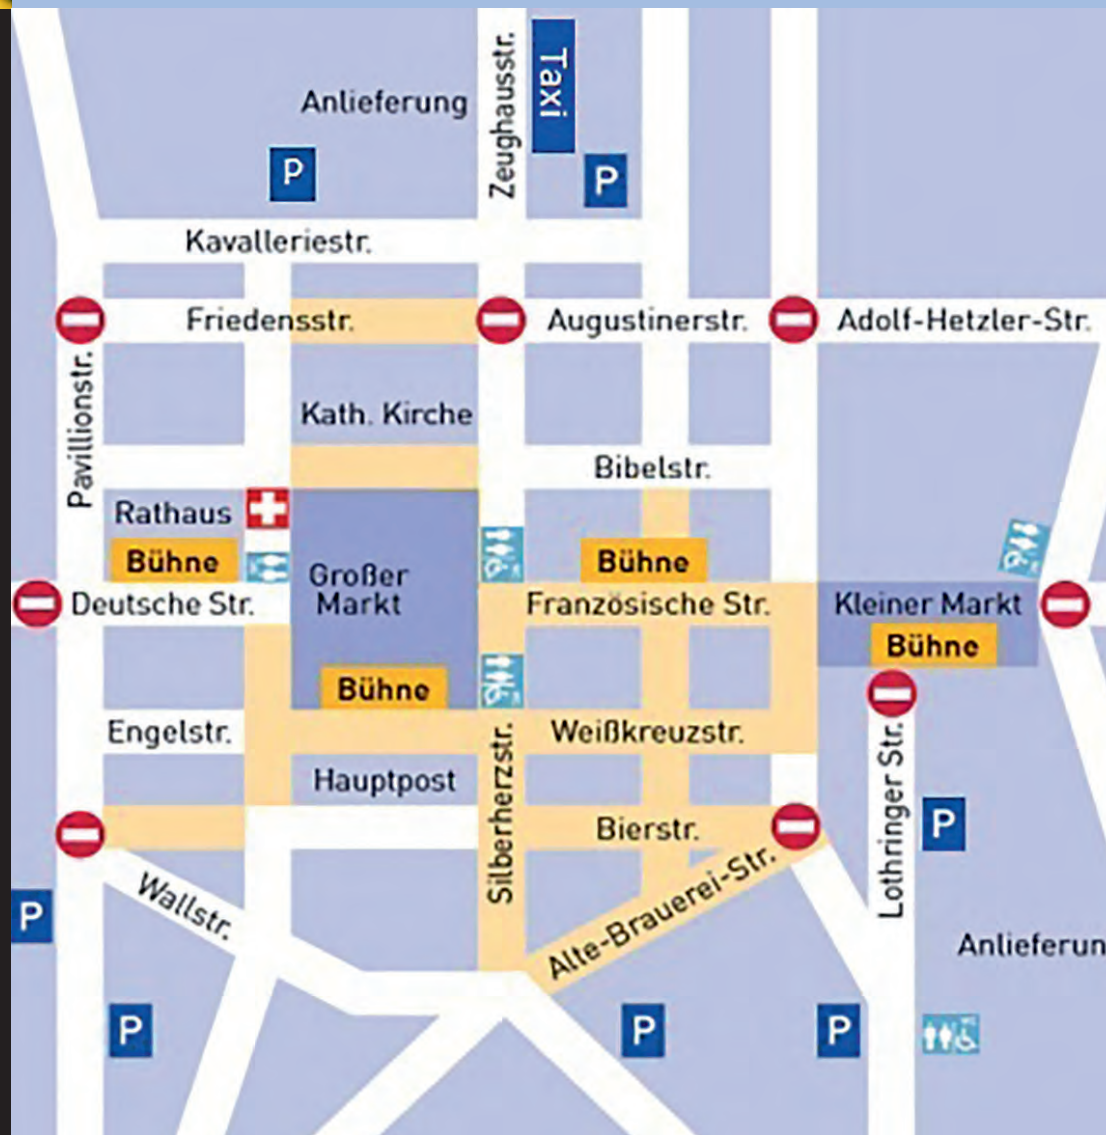 Zeughausstr.
Taxi
Anlieferung
P
P
Kavalleriestr.
Friedensstr.
Augustinerstr.
Adolf-Hetzler-Str.
Pavillionstr.
Kath. Kirche
Bibelstr.
Rathaus
Bühne
Bühne
Großer
Markt
Deutsche Str.
Französische Str.
Kleiner Markt
Bühne
Bühne
Engelstr.
Weißkreuzstr.
Silberherzstr.
Lothringer Str.
Hauptpost
P
Bierstr.
Alte-Brauerei-Str.
Wallstr.
P
Anlieferun
P
P
P